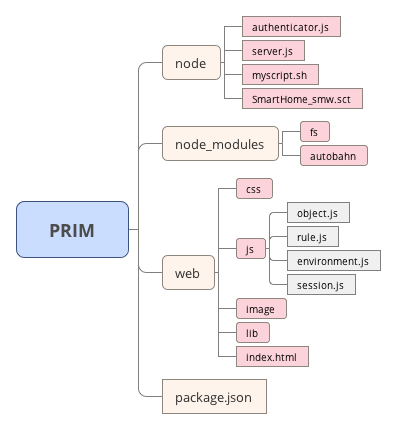 PRIM
node
authenticator.js
server.js
myscript.sh
SmartHome_smw.sct
node_modules
fs
autobahn
web
css
js
object.js
rule.js
environment.js
session.js
image
lib
index.html
package.json